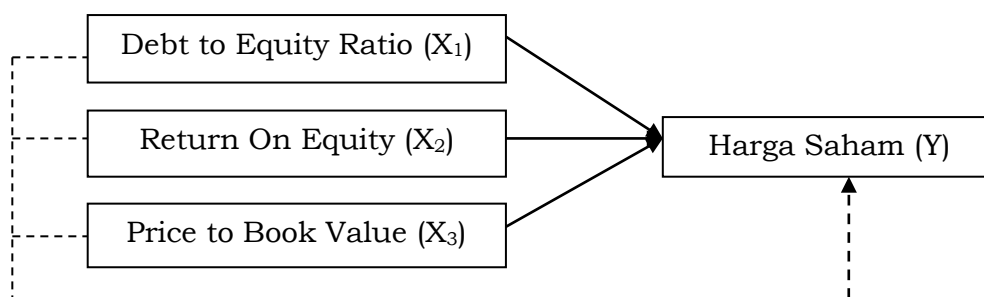 Debt to Equity Ratio (X₁)
Return On Equity (X₂)
Harga Saham (Y)
Price to Book Value (X₃)